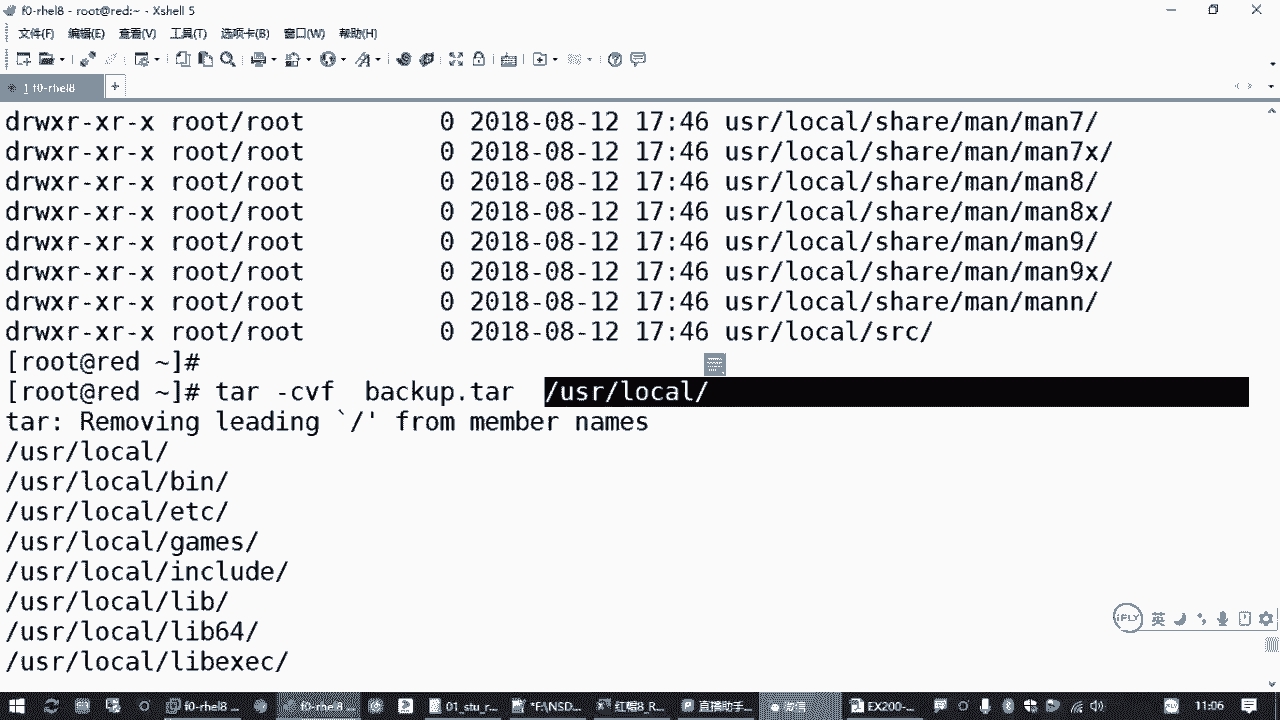 f0-rhel8 - root@red:~ - Xshell 5
文件(F) 编辑(E) 查看(V) 工具(T) 选项卡(B) 窗口(W) 帮助(H)
1 f0-rhel8
drwxr-xr-x root/root         0 2018-08-12 17:46 usr/local/share/man/man7/
drwxr-xr-x root/root         0 2018-08-12 17:46 usr/local/share/man/man7x/
drwxr-xr-x root/root         0 2018-08-12 17:46 usr/local/share/man/man8/
drwxr-xr-x root/root         0 2018-08-12 17:46 usr/local/share/man/man8x/
drwxr-xr-x root/root         0 2018-08-12 17:46 usr/local/share/man/man9/
drwxr-xr-x root/root         0 2018-08-12 17:46 usr/local/share/man/man9x/
drwxr-xr-x root/root         0 2018-08-12 17:46 usr/local/share/man/mann/
drwxr-xr-x root/root         0 2018-08-12 17:46 usr/local/src/
[root@red ~]#
[root@red ~]# tar -cvf  backup.tar  /usr/local/
tar: Removing leading `/' from member names
/usr/local/
/usr/local/bin/
/usr/local/etc/
/usr/local/games/
/usr/local/include/
/usr/local/lib/
/usr/local/lib64/
/usr/local/libexec/
iFLY 英
f0-rhel8 ... f0-rhel8 ... 01_stu_r... *F:\NSD... 红帽8_R... 直播助手... EX200-... 11:06